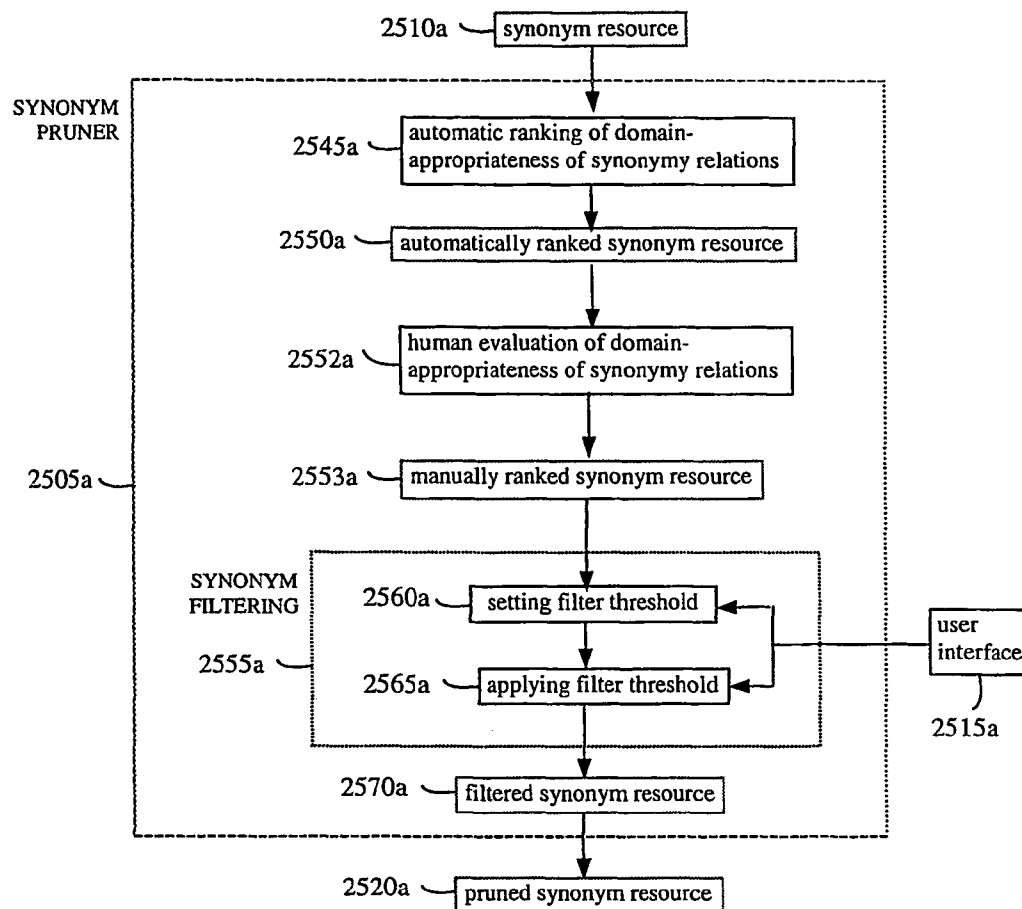 2510a
synonym resource
SYNONYM
PRUNER
2545a
automatic ranking of domain-
appropriateness of synonymy relations
2550a
automatically ranked synonym resource
2552a
human evaluation of domain-
appropriateness of synonymy relations
2505a
2553a
manually ranked synonym resource
SYNONYM
FILTERING
2560a
setting filter threshold
user
interface
2555a
2565a
applying filter threshold
2515a
2570a
filtered synonym resource
2520a
pruned synonym resource